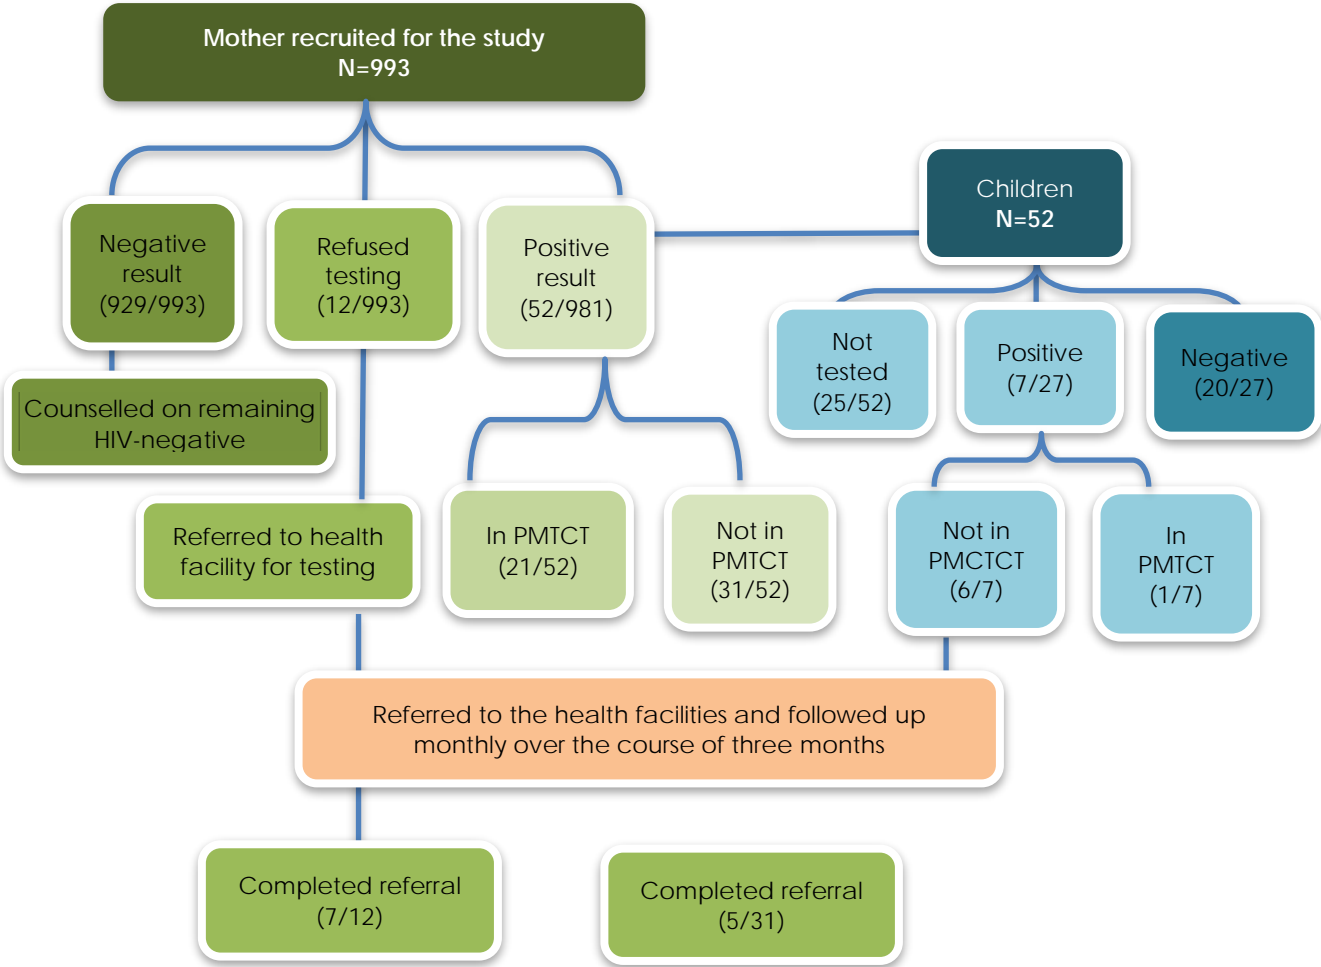 Mother recruited for the study
N=993
Children
N=52
Negative
result
(929/993)
Refused
testing
(12/993)
Positive
result
(52/981)
Not
tested
(25/52)
Positive
(7/27)
Negative
(20/27)
Counselled on remaining
HIV-negative
Referred to health
facility for testing
In PMTCT
(21/52)
Not in
PMTCT
(31/52)
Not in
PMCTCT
(6/7)
In
PMTCT
(1/7)
Referred to the health facilities and followed up
monthly over the course of three months
Completed referral
(7/12)
Completed referral
(5/31)